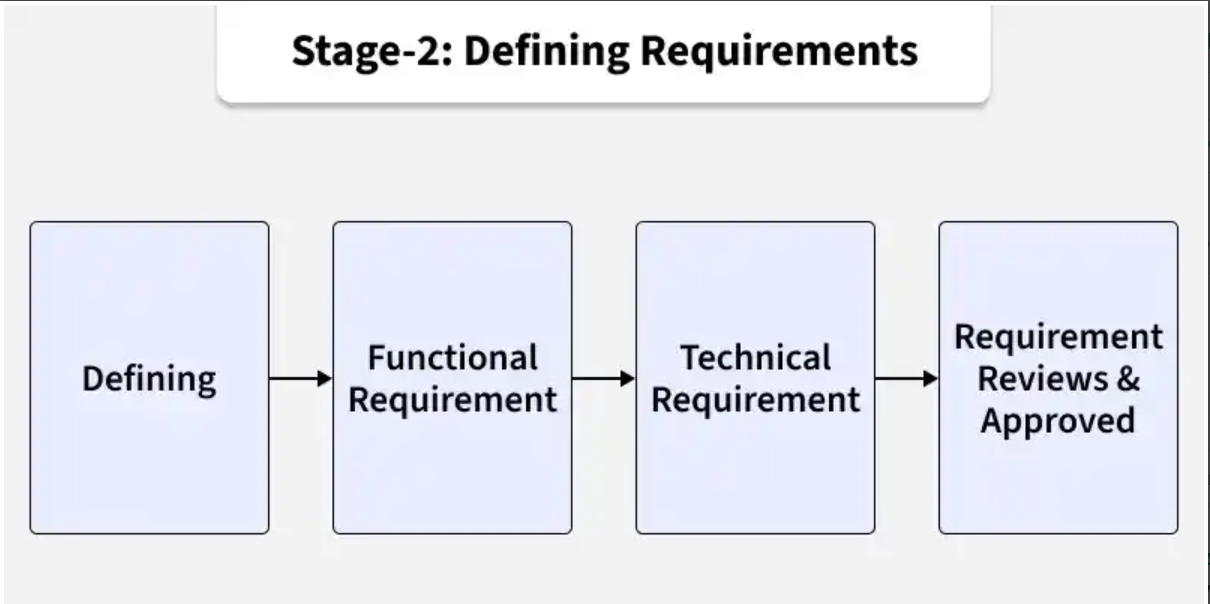 Stage-2: Defining Requirements
Defining
Functional
Requirement
Technical
Requirement
Requirement
Reviews &
Approved